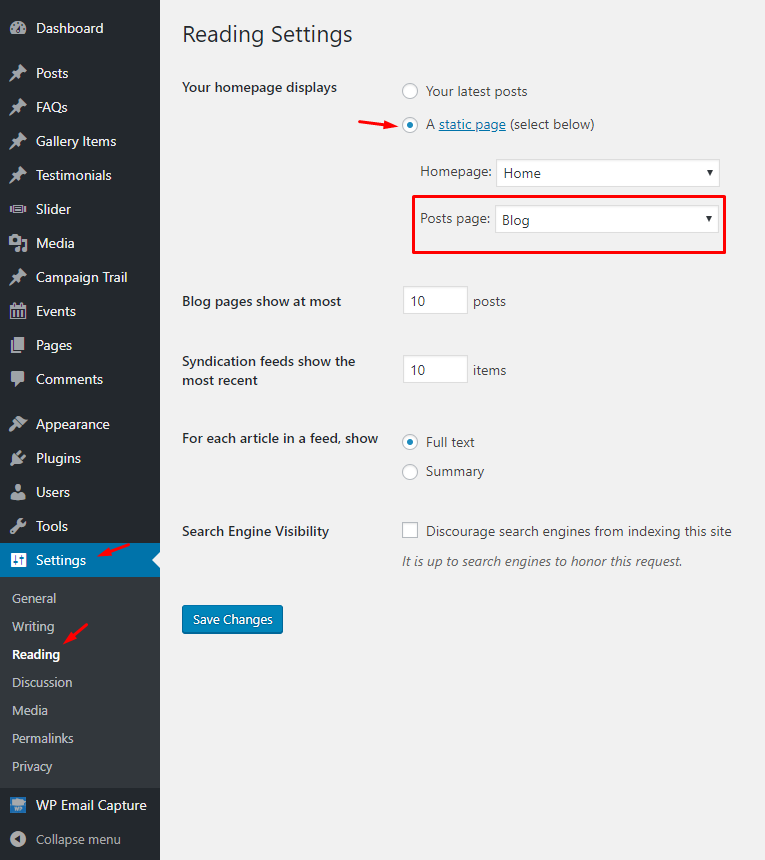 Dashboard
Posts
FAQs
Gallery Items
Testimonials
Slider
Media
Campaign Trail
Events
Pages
Comments
Appearance
Plugins
Users
Tools
Settings
General
Writing
Reading
Discussion
Media
Permalinks
Privacy
WP Email Capture
Collapse menu
Reading Settings
Your homepage displays
Your latest posts
A static page (select below)
Homepage: Home
Posts page: Blog
Blog pages show at most 10 posts
Syndication feeds show the
most recent
10 items
For each article in a feed, show
Full text
Summary
Search Engine Visibility
Discourage search engines from indexing this site
It is up to search engines to honor this request.
Save Changes